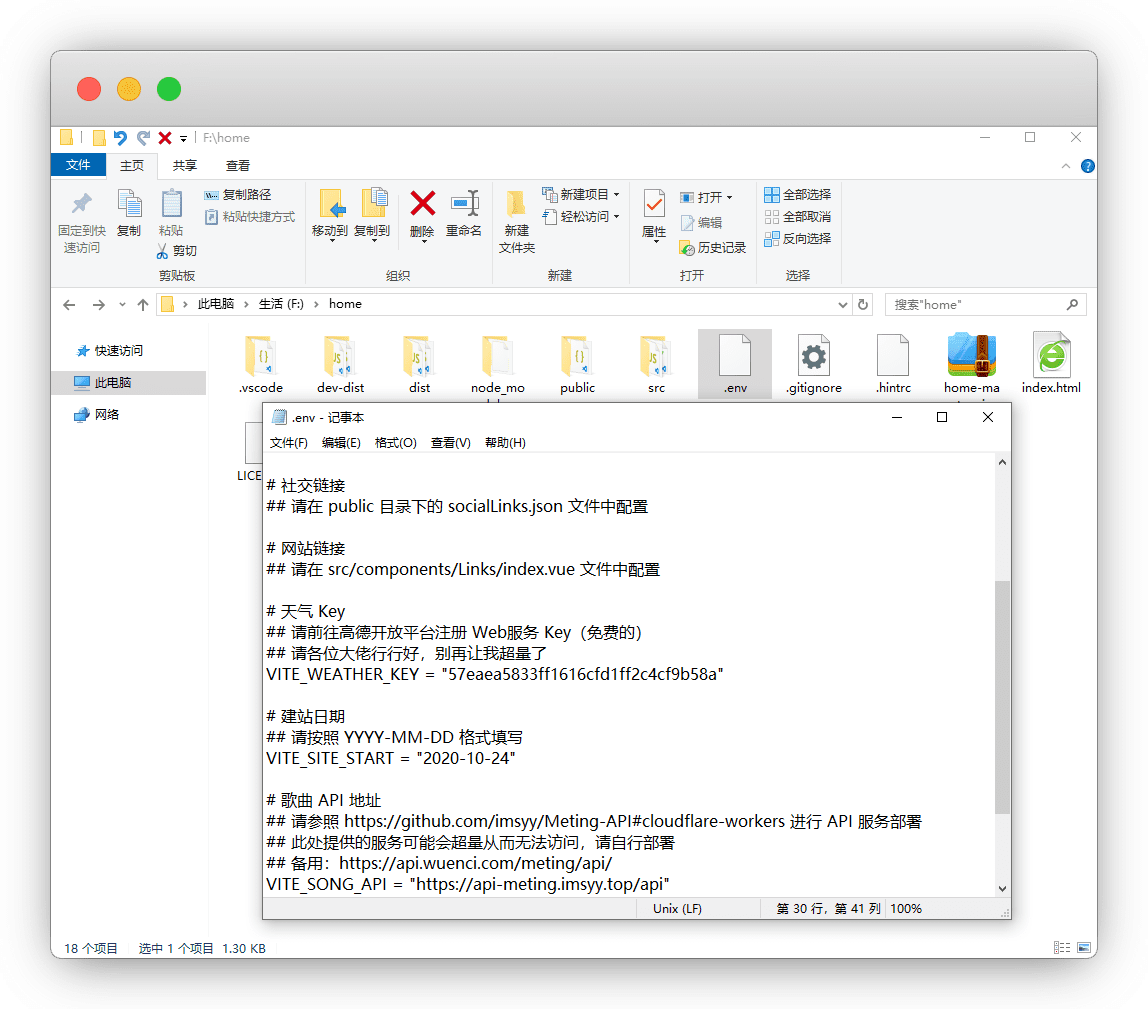 F:\home
文件 主页 共享 查看
固定到快速访问
复制
粘贴
复制路径
粘贴快捷方式
剪切
剪贴板
移动到
复制到
删除
重命名
组织
新建文件夹
新建项目
轻松访问
新建
属性
打开
编辑
历史记录
打开
全部选择
全部取消
反向选择
选择
此电脑 生活 (F:) home
搜索"home"
快速访问
此电脑
网络
.vscode dev-dist dist node_mo public src .env .gitignore .hintrc home-ma index.html
LICE
.env - 记事本
文件(F) 编辑(E) 格式(O) 查看(V) 帮助(H)
# 社交链接
## 请在 public 目录下的 socialLinks.json 文件中配置
# 网站链接
## 请在 src/components/Links/index.vue 文件中配置
# 天气 Key
## 请前往高德开放平台注册 Web服务 Key（免费的）
## 请各位大佬行行好，别再让我超量了
VITE_WEATHER_KEY = "57eaea5833ff1616cfd1ff2c4cf9b58a"
# 建站日期
## 请按照 YYYY-MM-DD 格式填写
VITE_SITE_START = "2020-10-24"
# 歌曲 API 地址
## 请参照 https://github.com/imsyy/Meting-API#cloudflare-workers 进行 API 服务部署
## 此处提供的服务可能会超量从而无法访问，请自行部署
## 备用：https://api.wuenci.com/meting/api/
VITE_SONG_API = "https://api-meting.imsyy.top/api"
Unix (LF) 第 30 行，第 41 列 100%
18 个项目 选中 1 个项目 1.30 KB